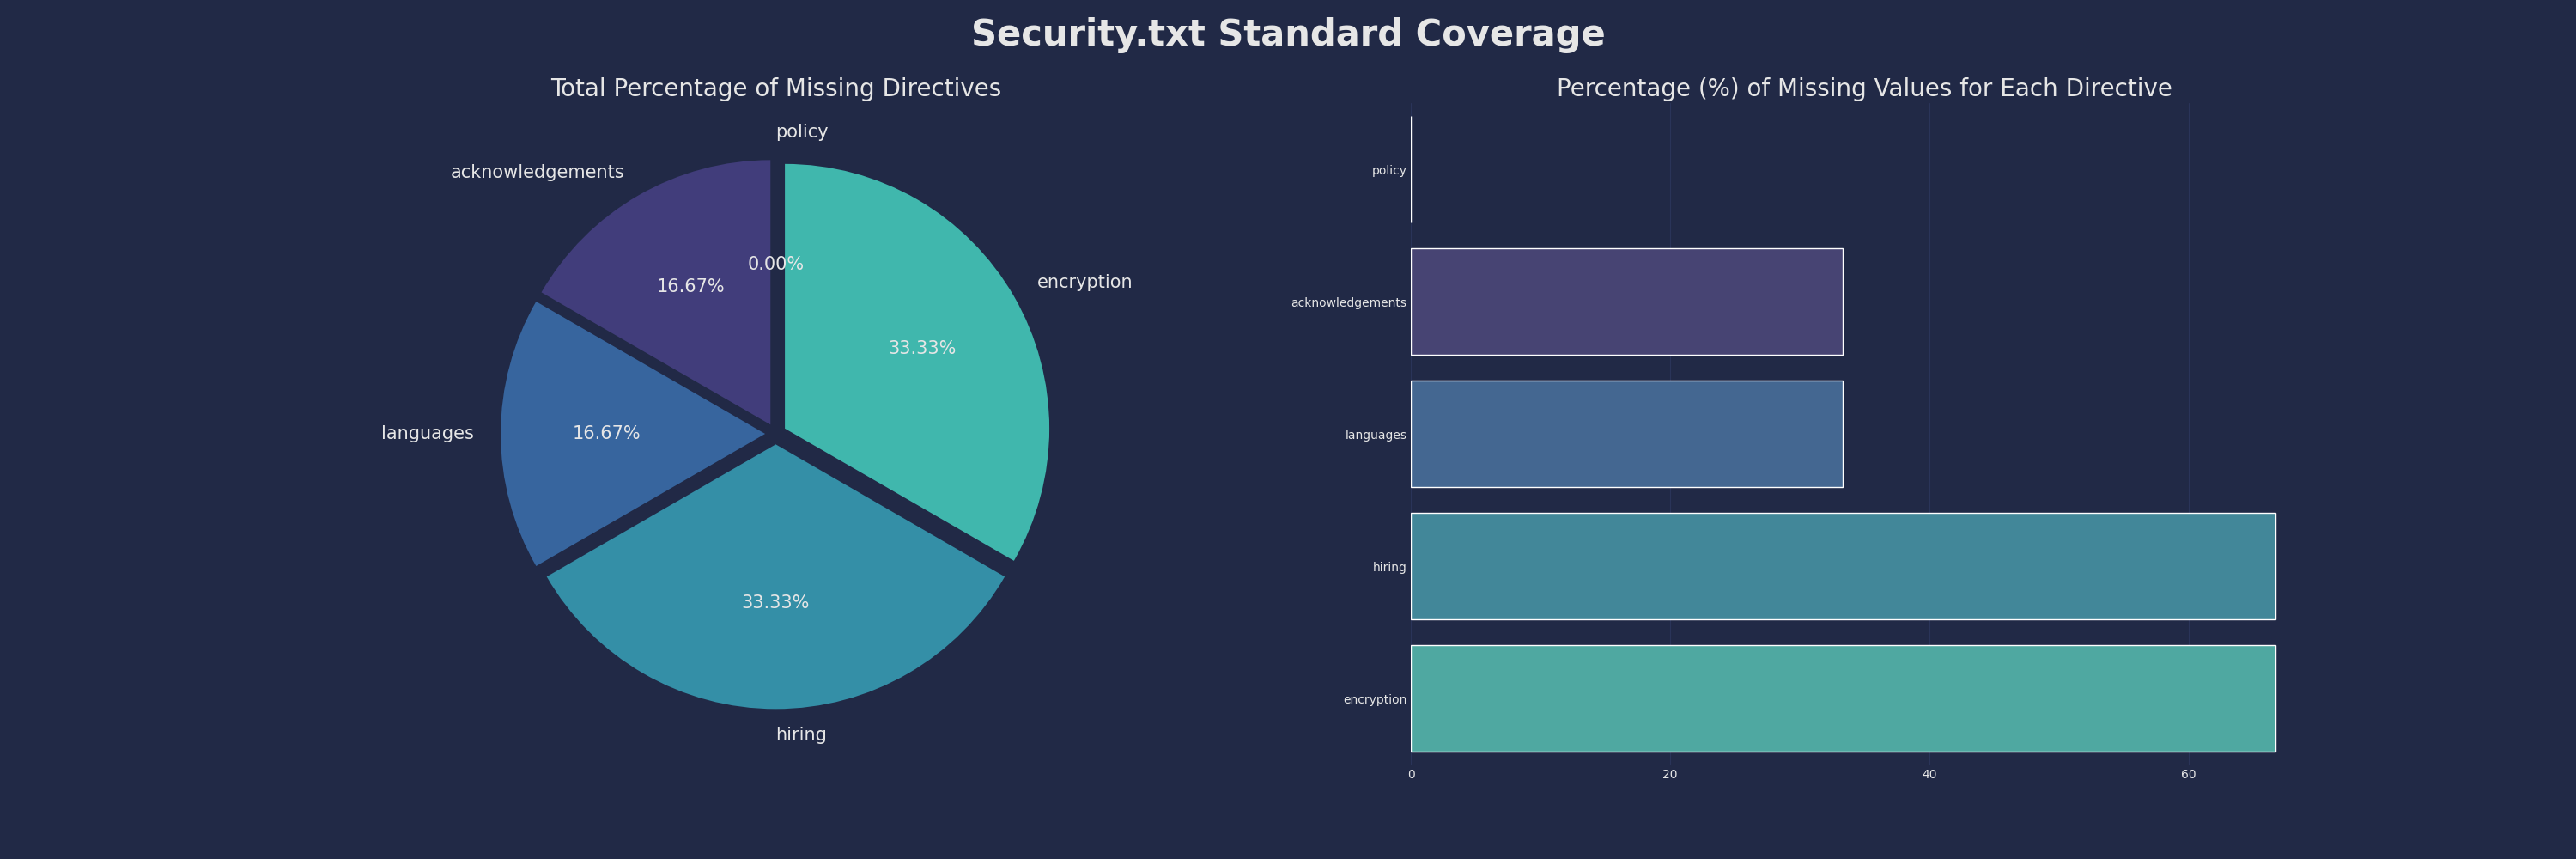 Security.txt Standard Coverage
Total Percentage of Missing Directives
policy
acknowledgements
0.00%
16.67%
encryption
33.33%
languages
16.67%
33.33%
hiring
Percentage (%) of Missing Values for Each Directive
policy
acknowledgements
languages
hiring
encryption
0 20 40 60